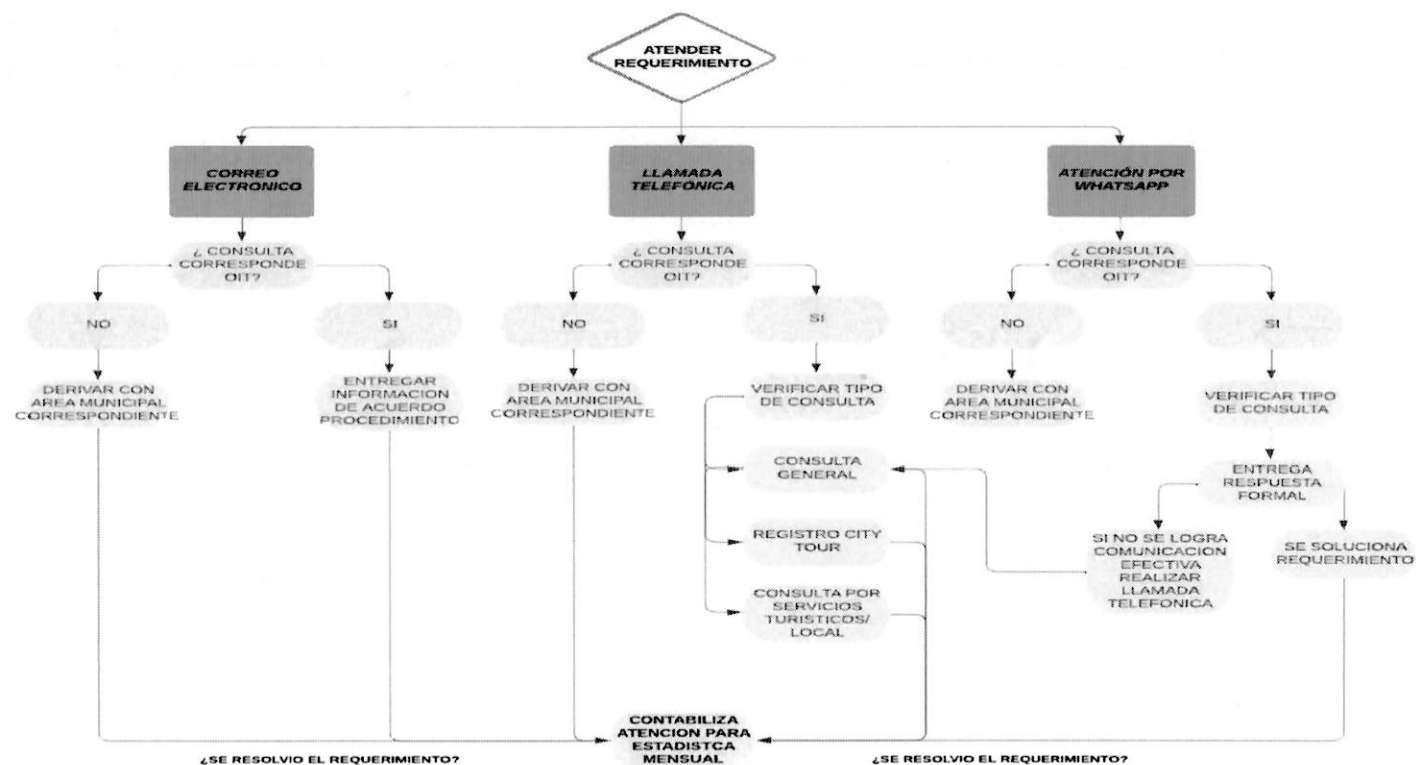 ATENDER
REQUERIMIENTO
CORREO
ELECTRONICO
LLAMADA
TELEFÓNICA
ATENCIÓN POR
WHATSAPP
¿ CONSULTA
CORRESPONDE
OIT?
¿ CONSULTA
CORRESPONDE
OIT?
¿ CONSULTA
CORRESPONDE
OIT?
NO
SI
NO
SI
NO
SI
DERIVAR CON
AREA MUNICIPAL
CORRESPONDIENTE
ENTREGAR
INFORMACION
DE ACUERDO
PROCEDIMIENTO
DERIVAR CON
AREA MUNICIPAL
CORRESPONDIENTE
VERIFICAR TIPO
DE CONSULTA
DERIVAR CON
AREA MUNICIPAL
CORRESPONDIENTE
VERIFICAR TIPO
DE CONSULTA
CONSULTA
GENERAL
ENTREGA
RESPUESTA
FORMAL
REGISTRO CITY
TOUR
SI NO SE LOGRA
COMUNICACION
EFECTIVA
REALIZAR
LLAMADA
TELEFONICA
SE SOLUCIONA
REQUERIMIENTO
CONSULTA POR
SERVICIOS
TURISTICOS/
LOCAL
CONTABILIZA
ATENCION PARA
ESTADISTCA
MENSUAL
¿SE RESOLVIO EL REQUERIMIENTO?
¿SE RESOLVIO EL REQUERIMIENTO?